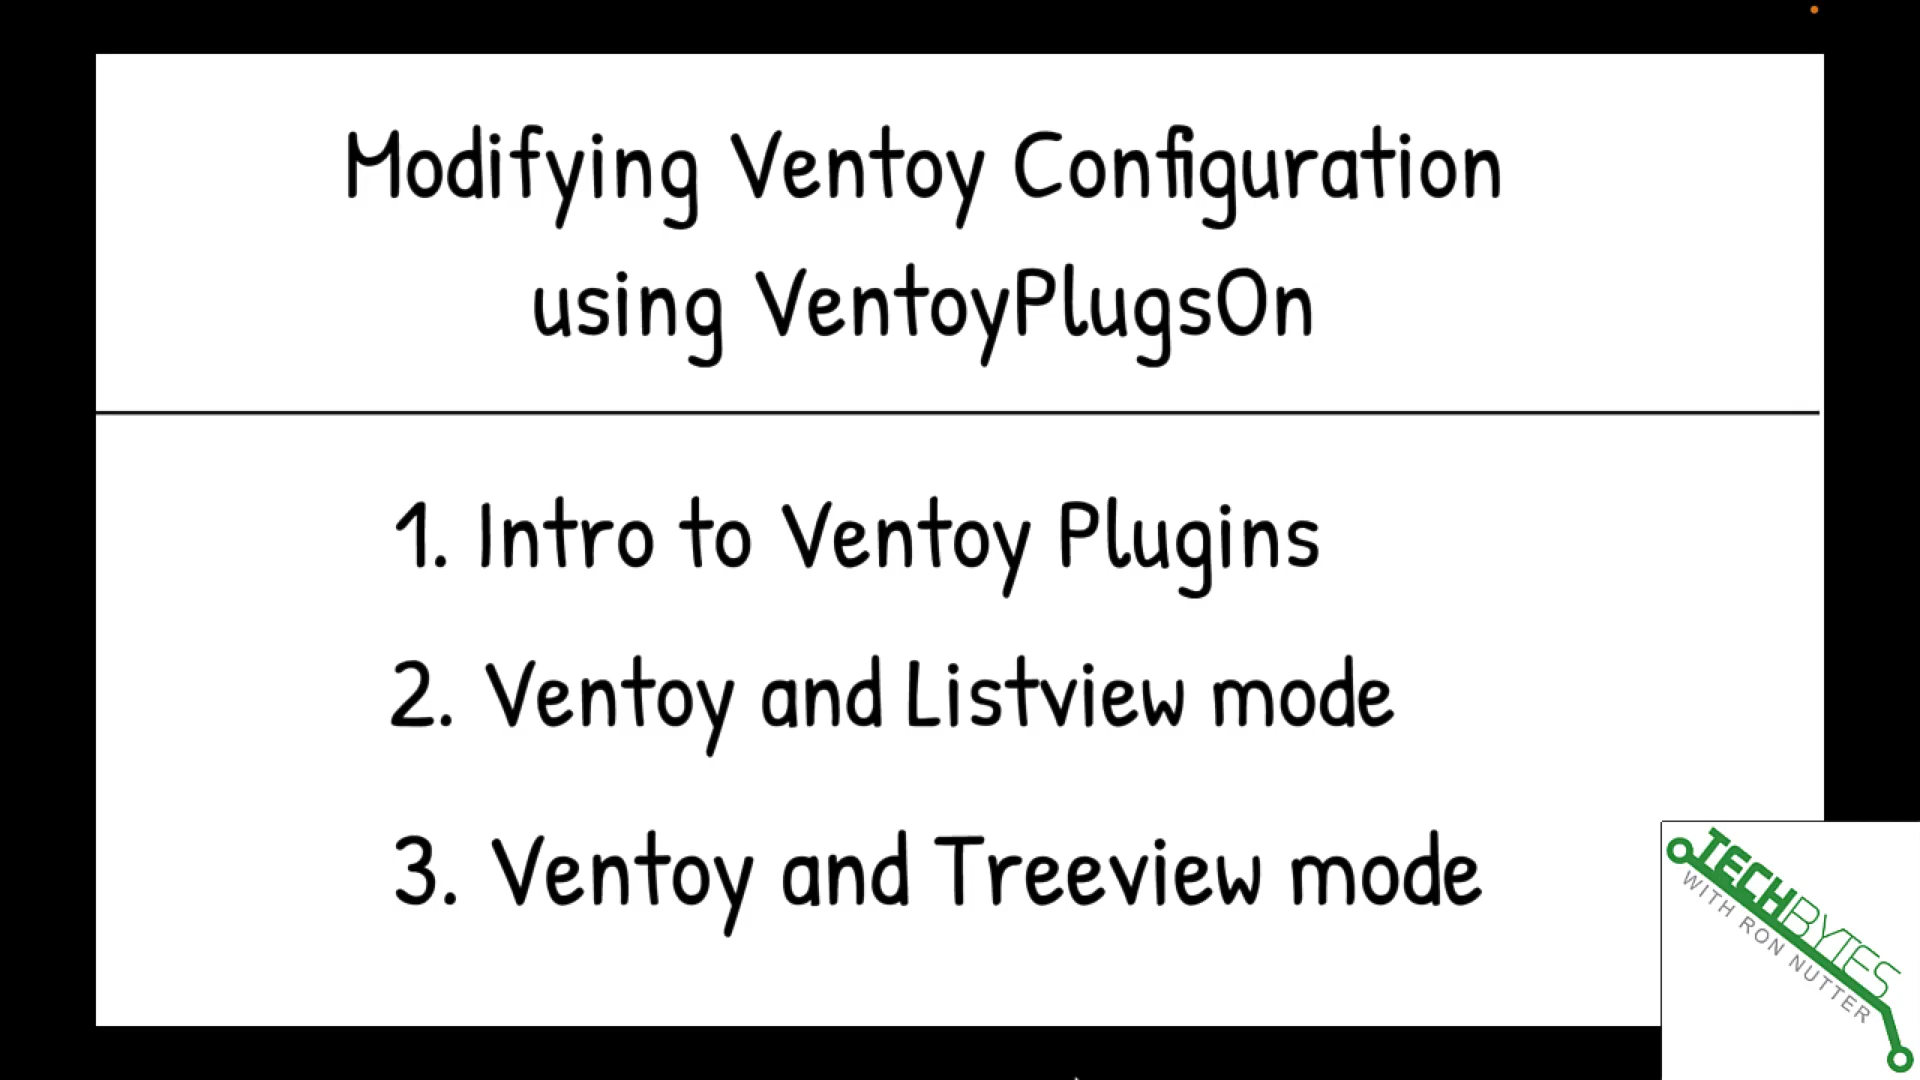 Modifying Ventoy Configuration
using VentoyPlugsOn
1. Intro to Ventoy Plugins
2. Ventoy and Listview mode
3. Ventoy and Treeview mode
TECHBYTES
WITH RON NUTTER